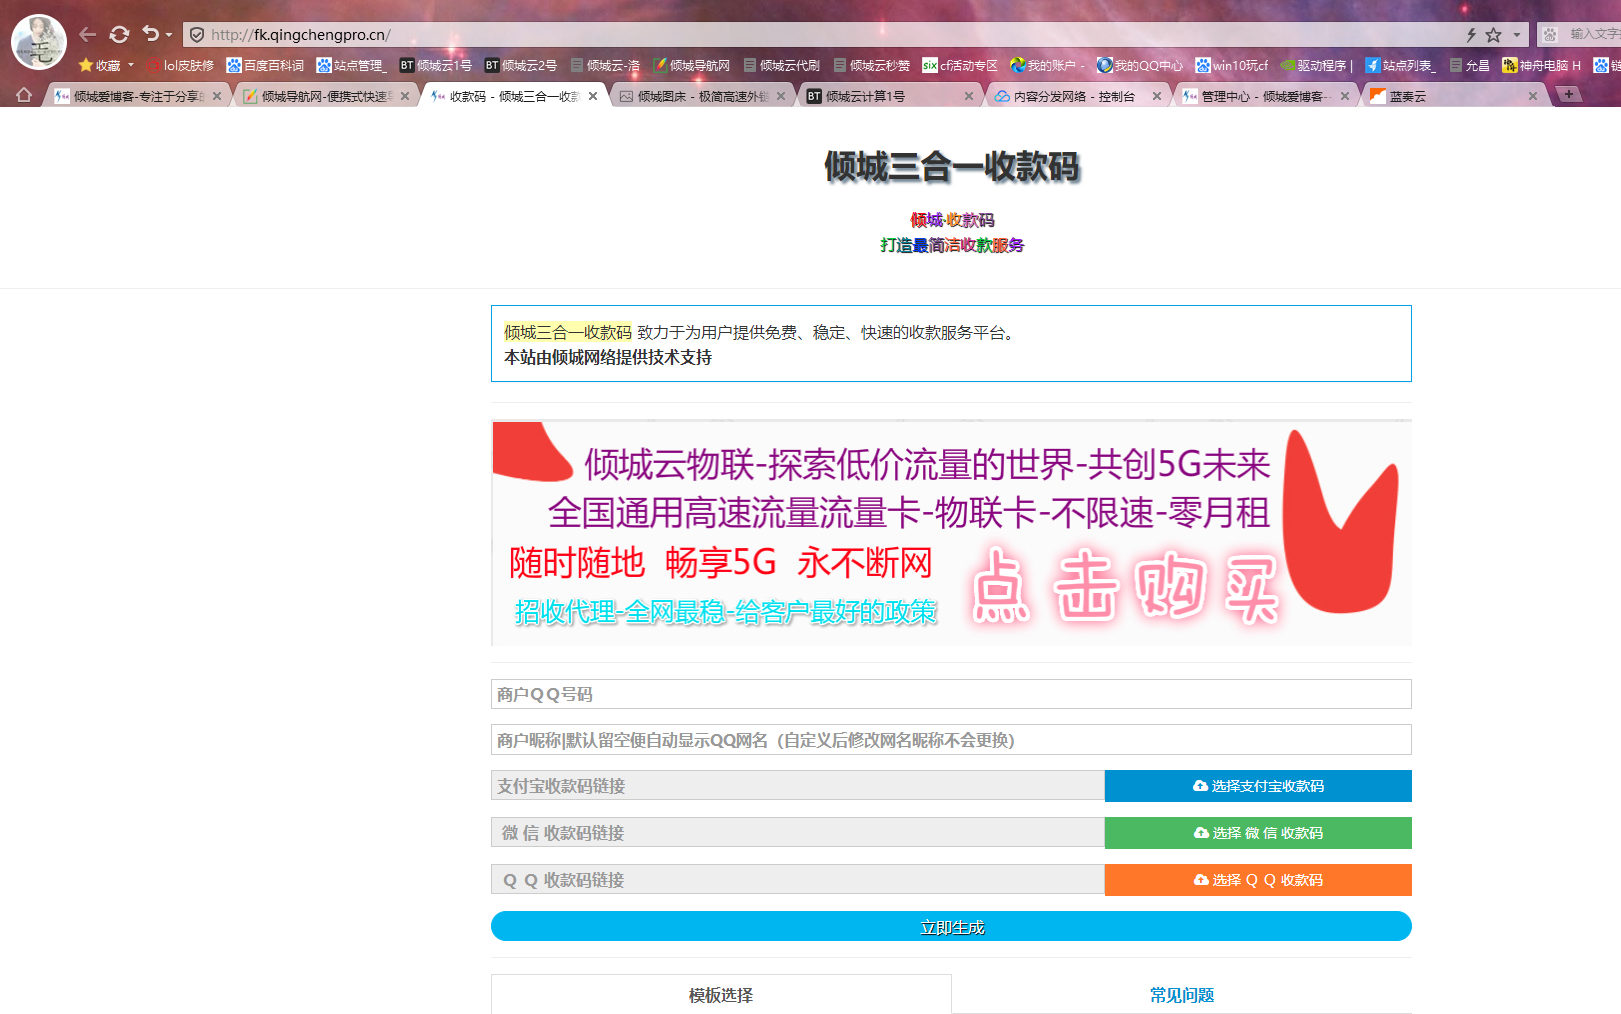 http://fk.qingchengpro.cn/
输入文字
收藏
lol皮肤修
百度百科词
站点管理_
BT 倾城云1号
BT 倾城云2号
倾城云-洛
倾城导航网
倾城云代刷
倾城云秒赞
six cf活动专区
我的账户 -
我的QQ中心
win10玩cf
驱动程序 |
站点列表_
允昌
神舟电脑 H
倾城爱博客-专注于分享
倾城导航网-便携式快速
收款码 - 倾城三合一收款
倾城图床 - 极简高速外链
BT 倾城云计算1号
内容分发网络 - 控制台
管理中心 - 倾城爱博客-
蓝奏云
倾城三合一收款码
倾城·收款码
打造最简洁收款服务
倾城三合一收款码 致力于为用户提供免费、稳定、快速的收款服务平台。
本站由倾城网络提供技术支持
倾城云物联-探索低价流量的世界-共创5G未来
全国通用高速流量流量卡-物联卡-不限速-零月租
随时随地 畅享5G 永不断网
招收代理-全网最稳-给客户最好的政策
点击购买
商户ＱＱ号码
商户昵称|默认留空便自动显示QQ网名（自定义后修改网名昵称不会更换）
支付宝收款码链接
选择支付宝收款码
微 信 收款码链接
选择 微 信 收款码
Ｑ Ｑ 收款码链接
选择 Ｑ Ｑ 收款码
立即生成
模板选择
常见问题